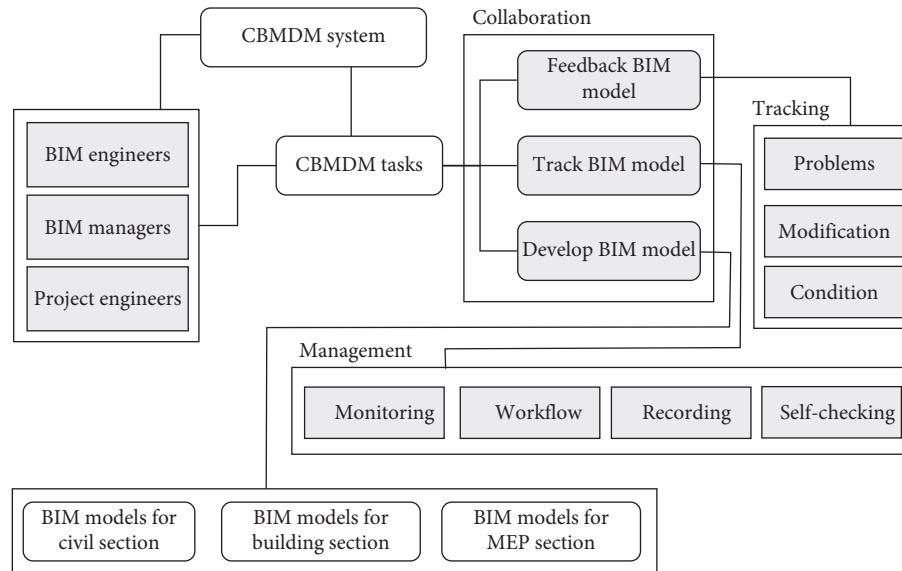 CBMDM system
Collaboration
Feedback BIM
model
Tracking
BIM engineers
CBMDM tasks
Track BIM model
Problems
BIM managers
Modification
Develop BIM model
Project engineers
Condition
Management
Monitoring
Workflow
Recording
Self-checking
BIM models for
civil section
BIM models for
building section
BIM models for
MEP section